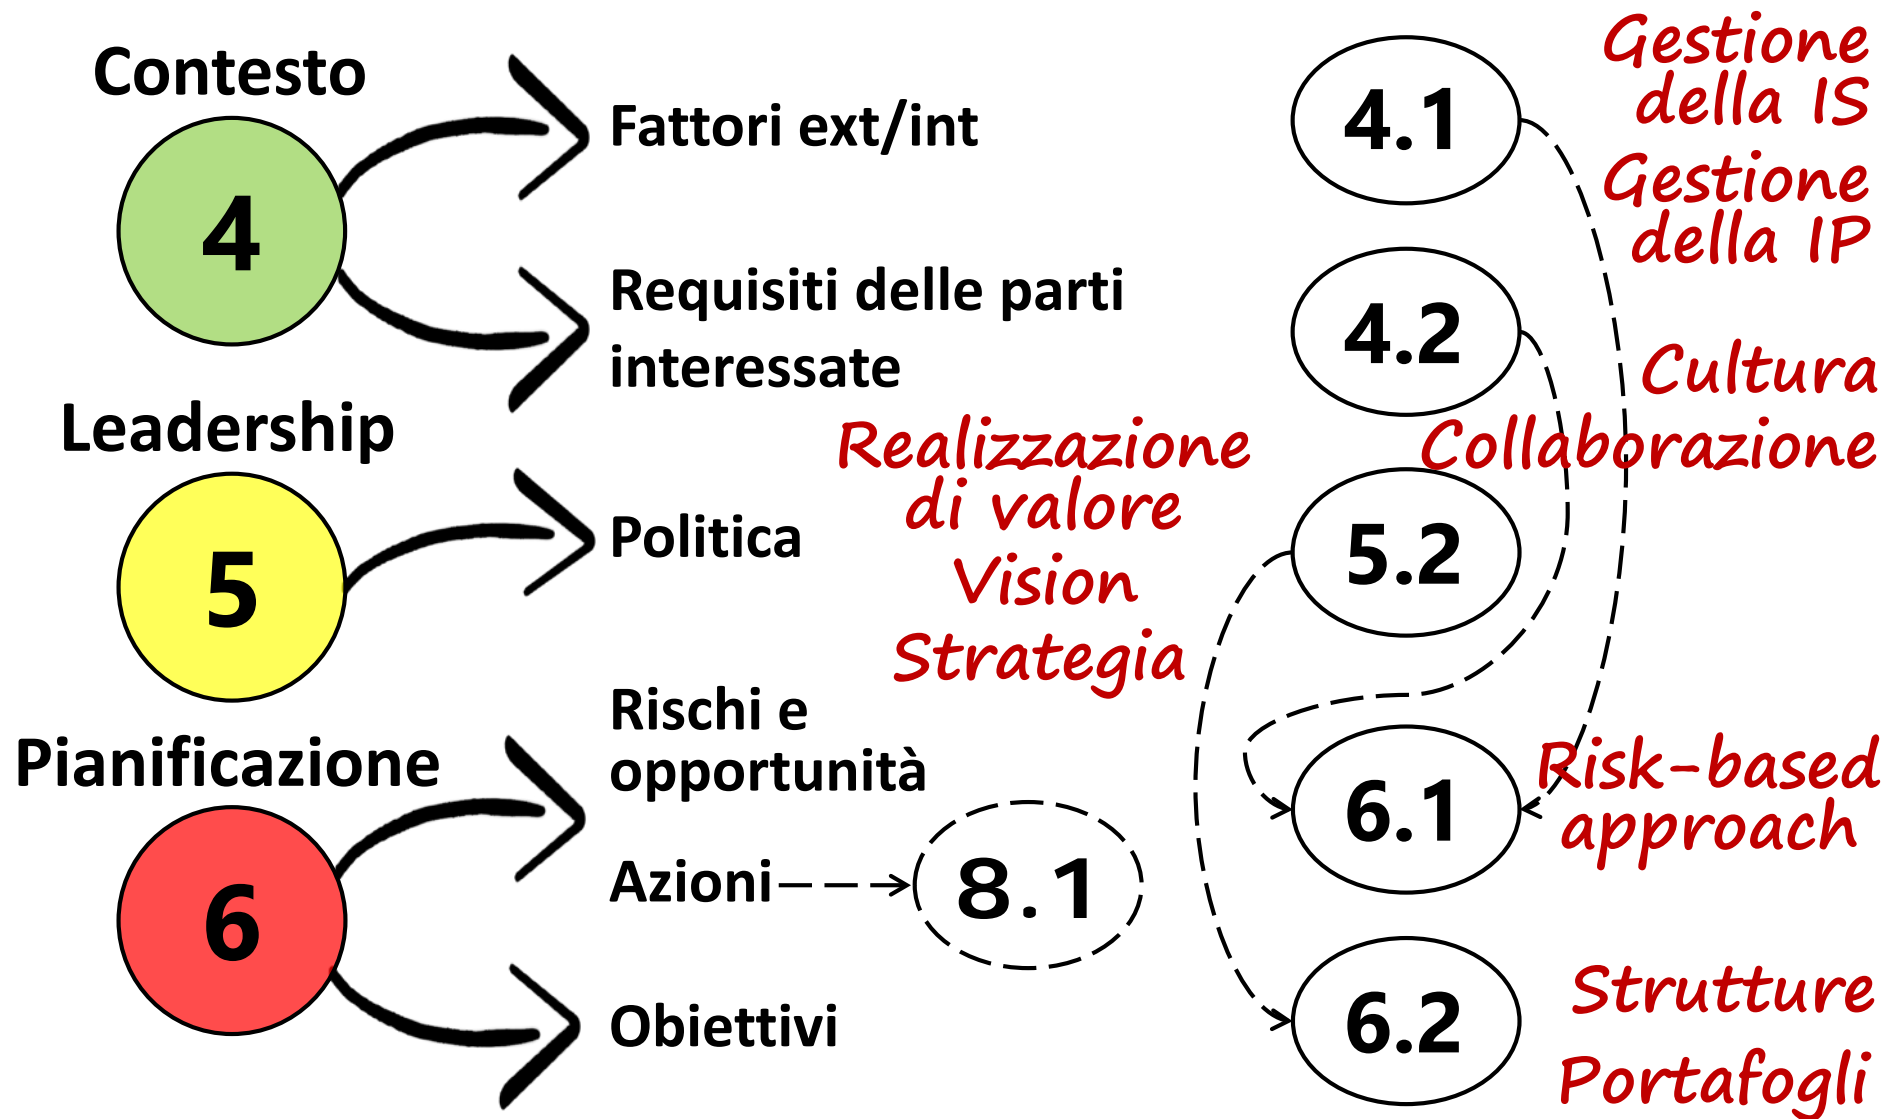 Contesto
4
Fattori ext/int
4.1
Gestione
della IS
Gestione
della IP
Requisiti delle parti
interessate
4.2
Cultura
Collaborazione
Leadership
5
Politica
Realizzazione
di valore
Vision
Strategia
5.2
Pianificazione
6
Rischi e
opportunità
6.1
Risk-based
approach
Azioni
8.1
Obiettivi
6.2
Strutture
Portafogli